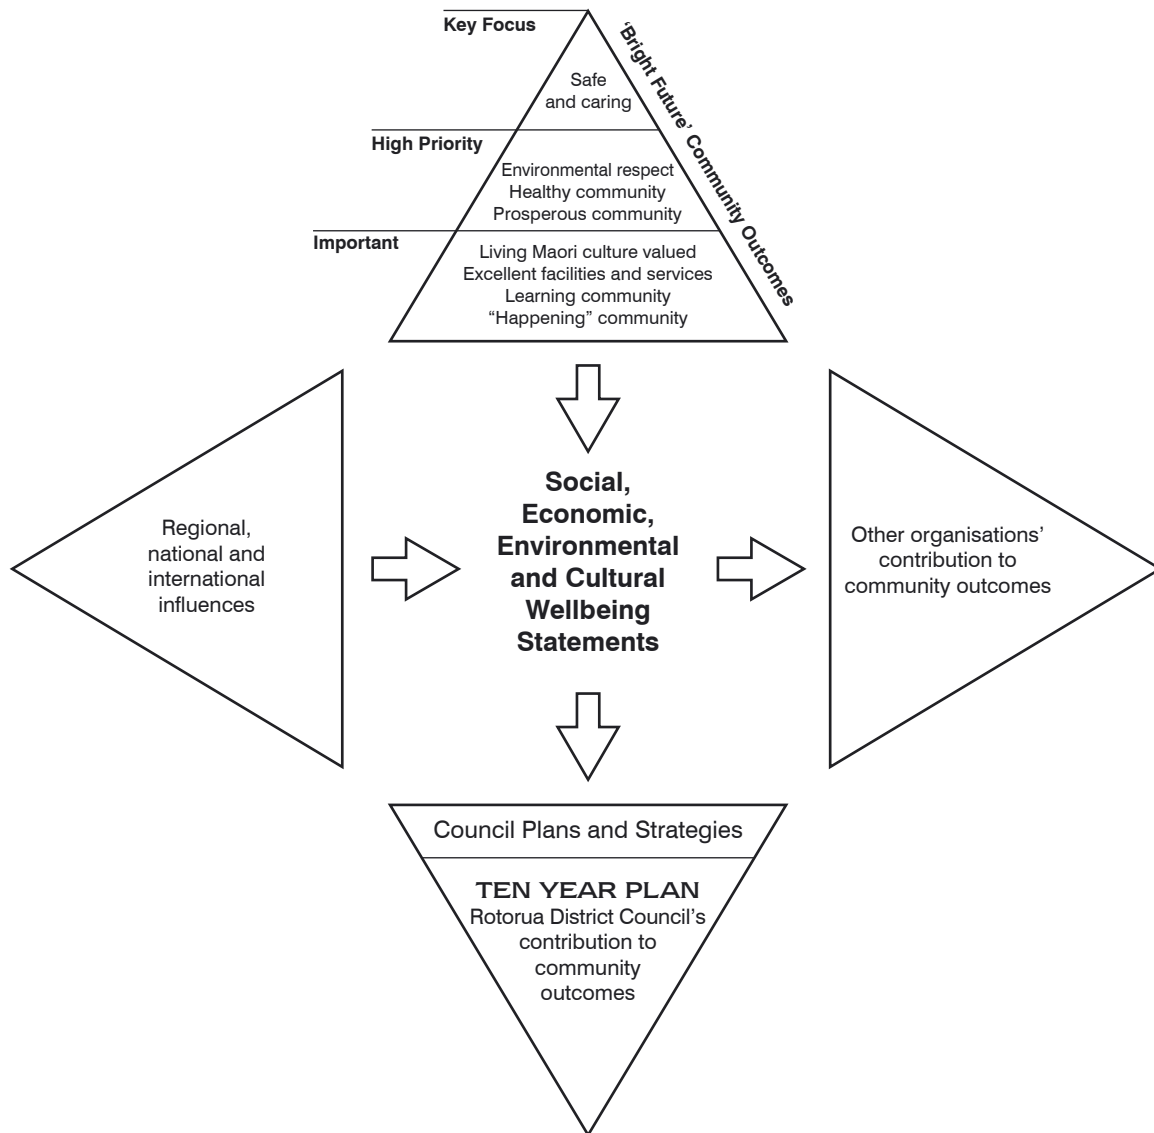 Key Focus
Safe
and caring
'Bright Future' Community Outcomes
High Priority
Environmental respect
Healthy community
Prosperous community
Important
Living Maori culture valued
Excellent facilities and services
Learning community
“Happening” community
Regional,
national and
international
influences
Social,
Economic,
Environmental
and Cultural
Wellbeing
Statements
Other organisations’
contribution to
community outcomes
Council Plans and Strategies
TEN YEAR PLAN
Rotorua District Council’s
contribution to
community
outcomes